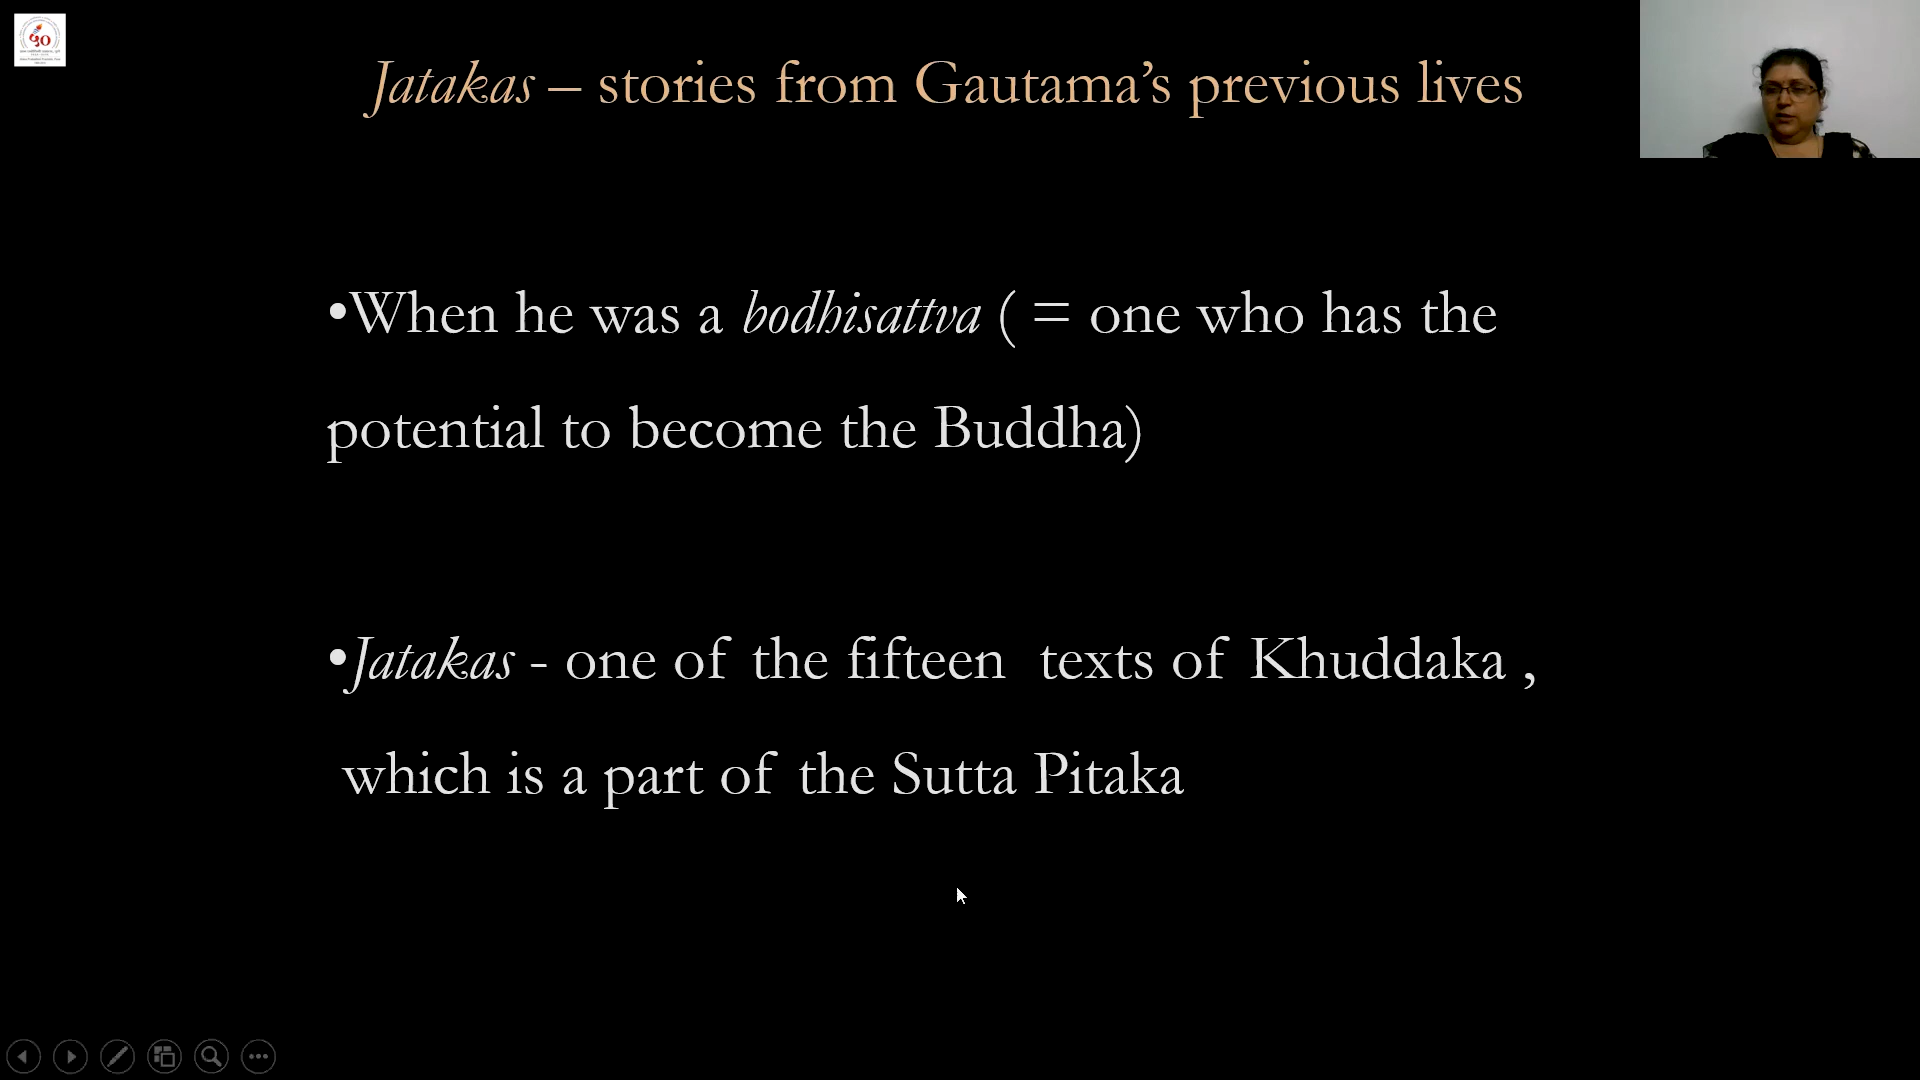 Jatakas – stories from Gautama’s previous lives
•When he was a bodhisattva ( = one who has the
potential to become the Buddha)
•Jatakas - one of the fifteen texts of Khuddaka ,
which is a part of the Sutta Pitaka
५०